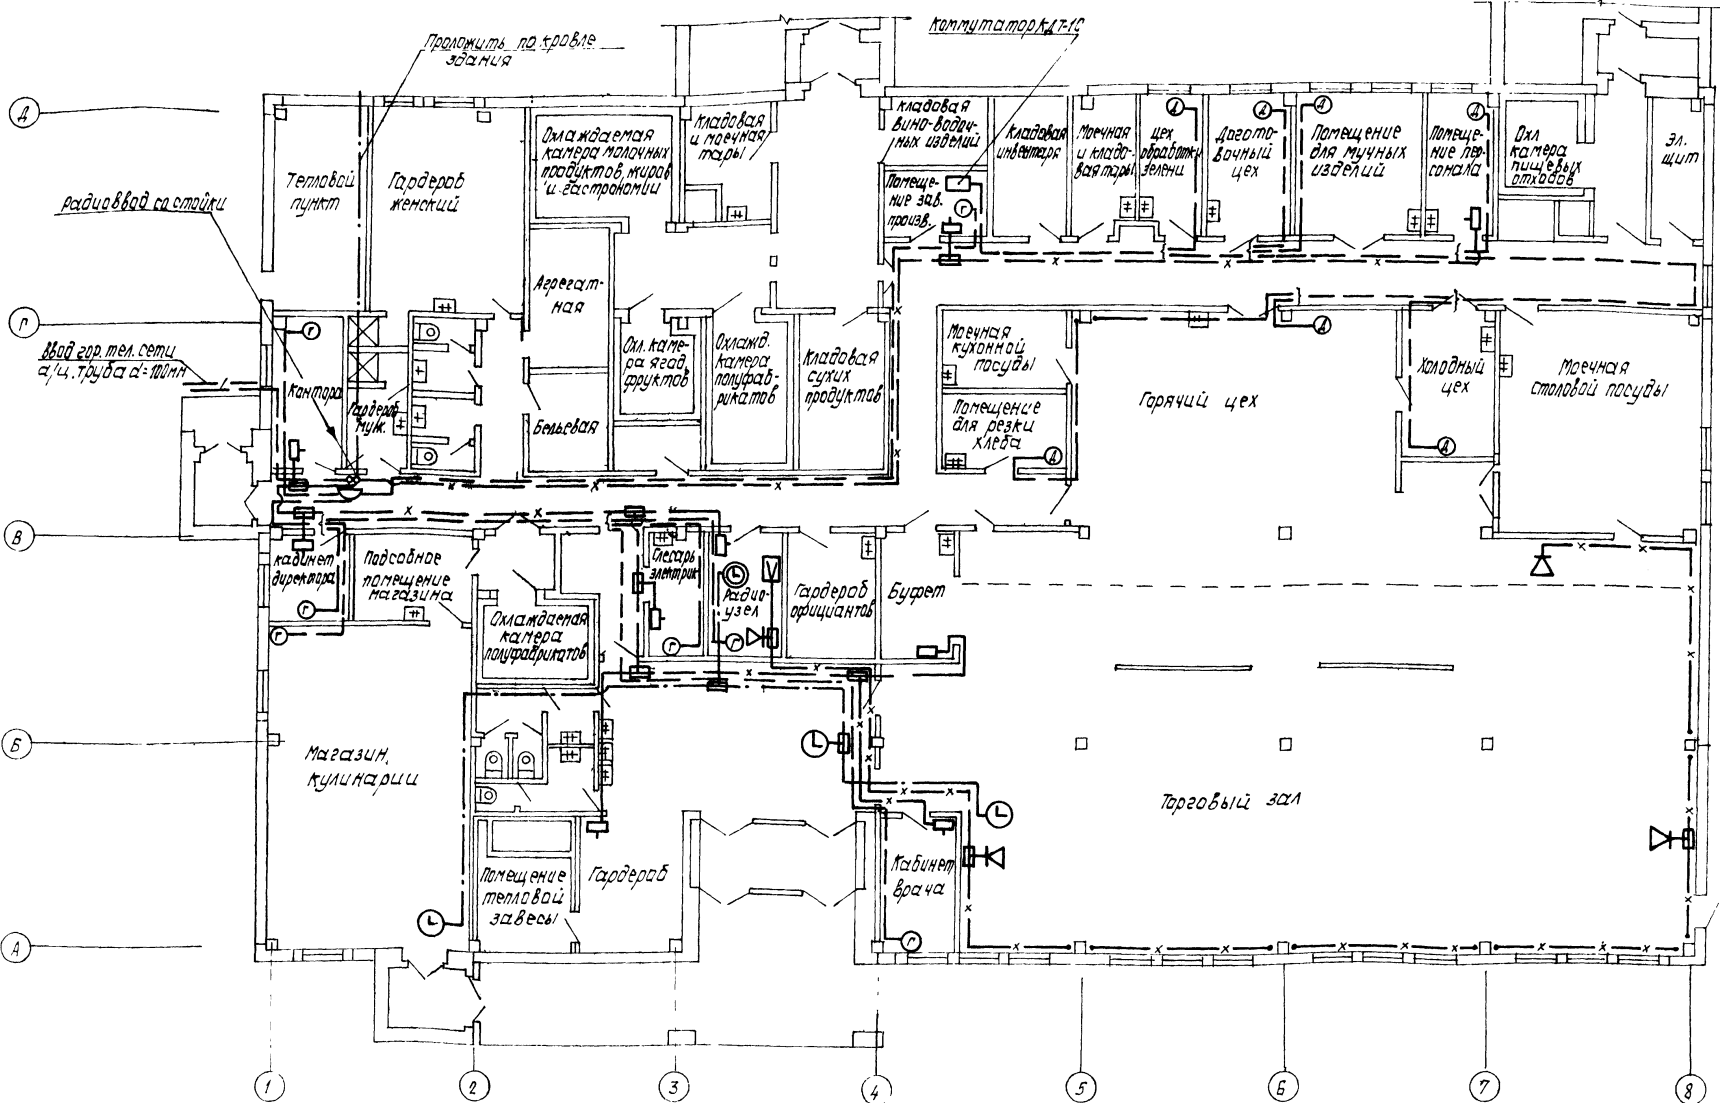 Коммутатор КДТ-10
Проложить по кровле
здания
Д
Тепловой
пункт
Гардероб
женский
Охлаждаемая
камера молочных
продуктов, жиров
и гастрономии
Кладовая
и моечная
тары
Кладовая
вино-водоч-
ных изделий
Кладовая
инвентаря
Моечная
и кладо-
вая тары
Цех
обработки
зелени
Догото-
вочный
цех
Помещение
для мучных
изделий
Помеще-
ние пер-
сонала
Охл.
камера
пищевых
отходов
Эл.
щит
Д
Д
Д
Д
Помеще-
ние зав.
произв.
Г
Радиоввод со стойки
Агрегат-
ная
Г
Г
Ввод гор. тел. сети
а/ц. труба d=100мм
Контора
Гардероб
муж.
Бельевая
Охл. каме-
ра ягод,
фруктов
Охлажд.
камера
полуфаб-
рикатов
Кладовая
сухих
продуктов
Моечная
кухонной
посуды
Помещение
для резки
хлеба
Д
Горячий цех
Д
Холодный
цех
Д
Моечная
столовой посуды
В
Кабинет
директора
Г
Г
Подсобное
помещение
магазина
Охлаждаемая
камера
полуфабрикатов
Слесарь
электрик
Г
Радио-
узел
Г
Гардероб
официантов
Буфет
Б
Магазин
кулинарии
Торговый зал
Помещение
тепловой
завесы
Гардероб
Кабинет
врача
Г
А
1
2
3
4
5
6
7
8